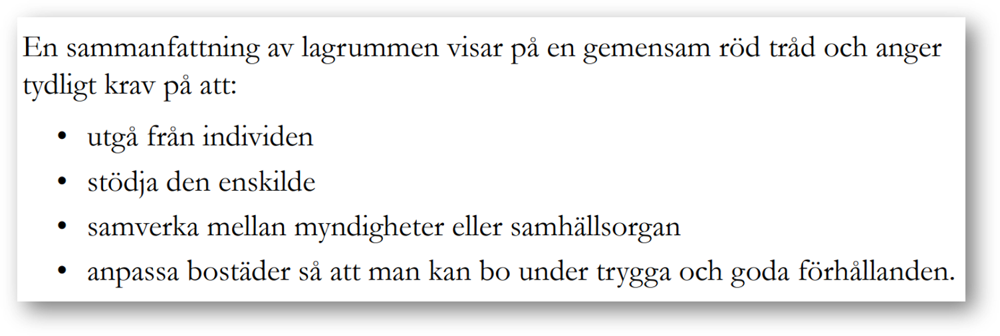 En sammanfattning av lagrummen visar på en gemensam röd tråd och anger
tydligt krav på att:
• utgå från individen
• stödja den enskilde
• samverka mellan myndigheter eller samhällsorgan
• anpassa bostäder så att man kan bo under trygga och goda förhållanden.